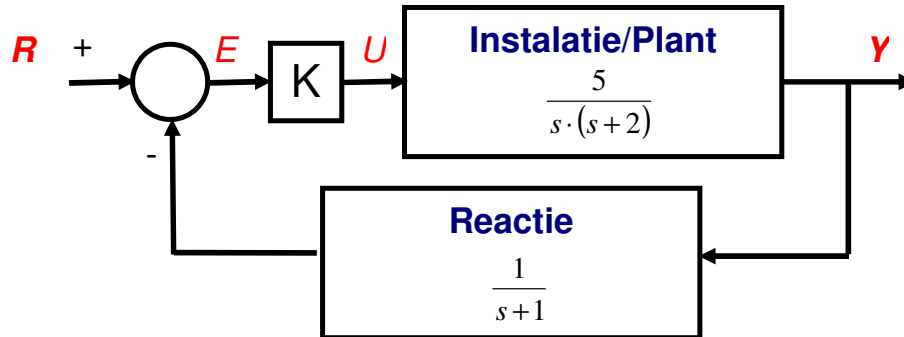 R + E K U Instalatie/Plant Y
5
s·(s+2)
-
Reactie
1
s+1